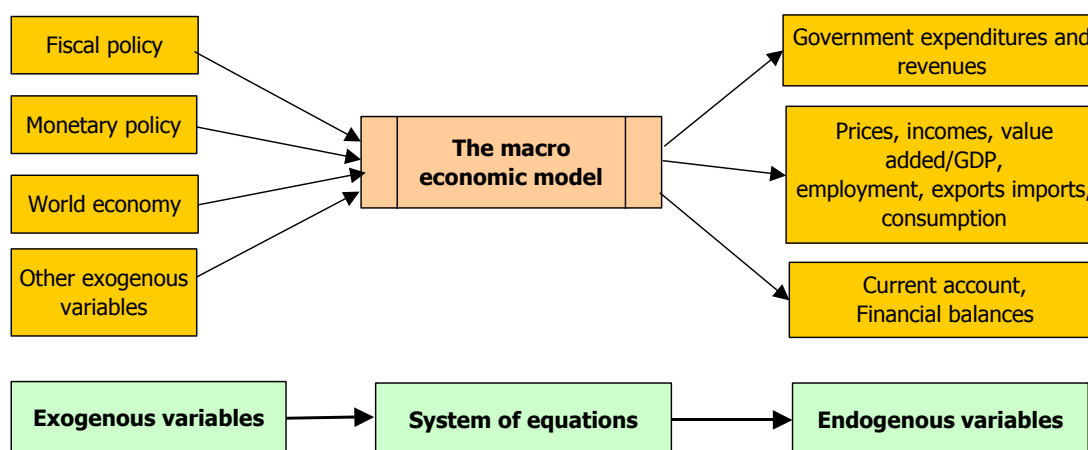 Fiscal policy
Monetary policy
World economy
Other exogenous
variables
The macro
economic model
Government expenditures and
revenues
Prices, incomes, value
added/GDP,
employment, exports imports,
consumption
Current account,
Financial balances
Exogenous variables
System of equations
Endogenous variables